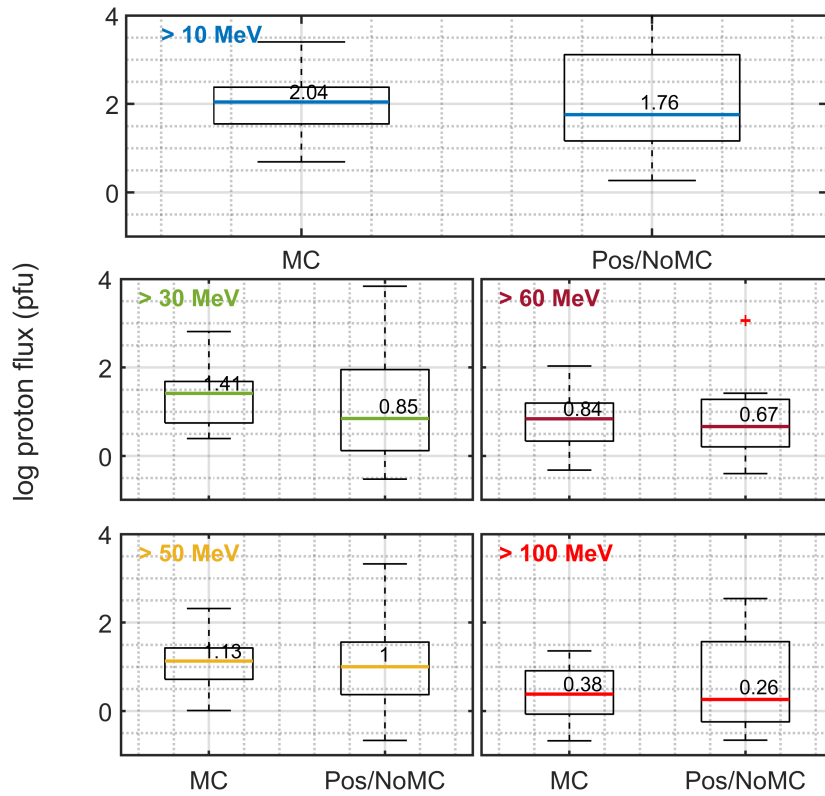 4
> 10 MeV
2.04
1.76
2
0
MC Pos/NoMC
log proton flux (pfu)
4
> 30 MeV
> 60 MeV
2
1.41
0.85
0.84
0.67
0
4
> 50 MeV
> 100 MeV
2
1.13
1
0.38
0.26
0
MC Pos/NoMC MC Pos/NoMC